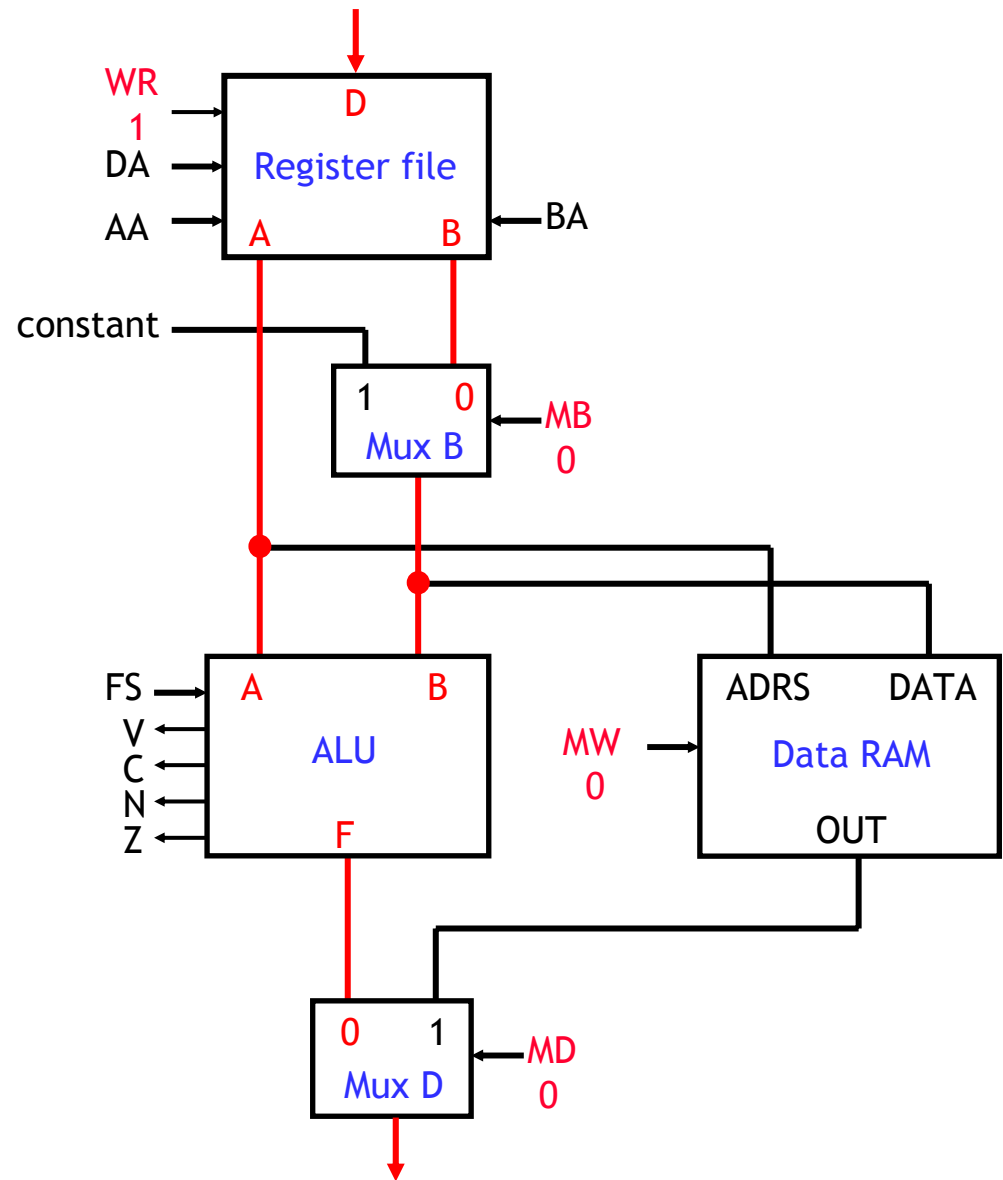 WR
1
D
DA
Register file
AA
A
B
BA
constant
1
0
MB
0
Mux B
FS
A
B
ADRS
DATA
V
C
N
Z
ALU
MW
0
Data RAM
F
OUT
0
1
MD
0
Mux D